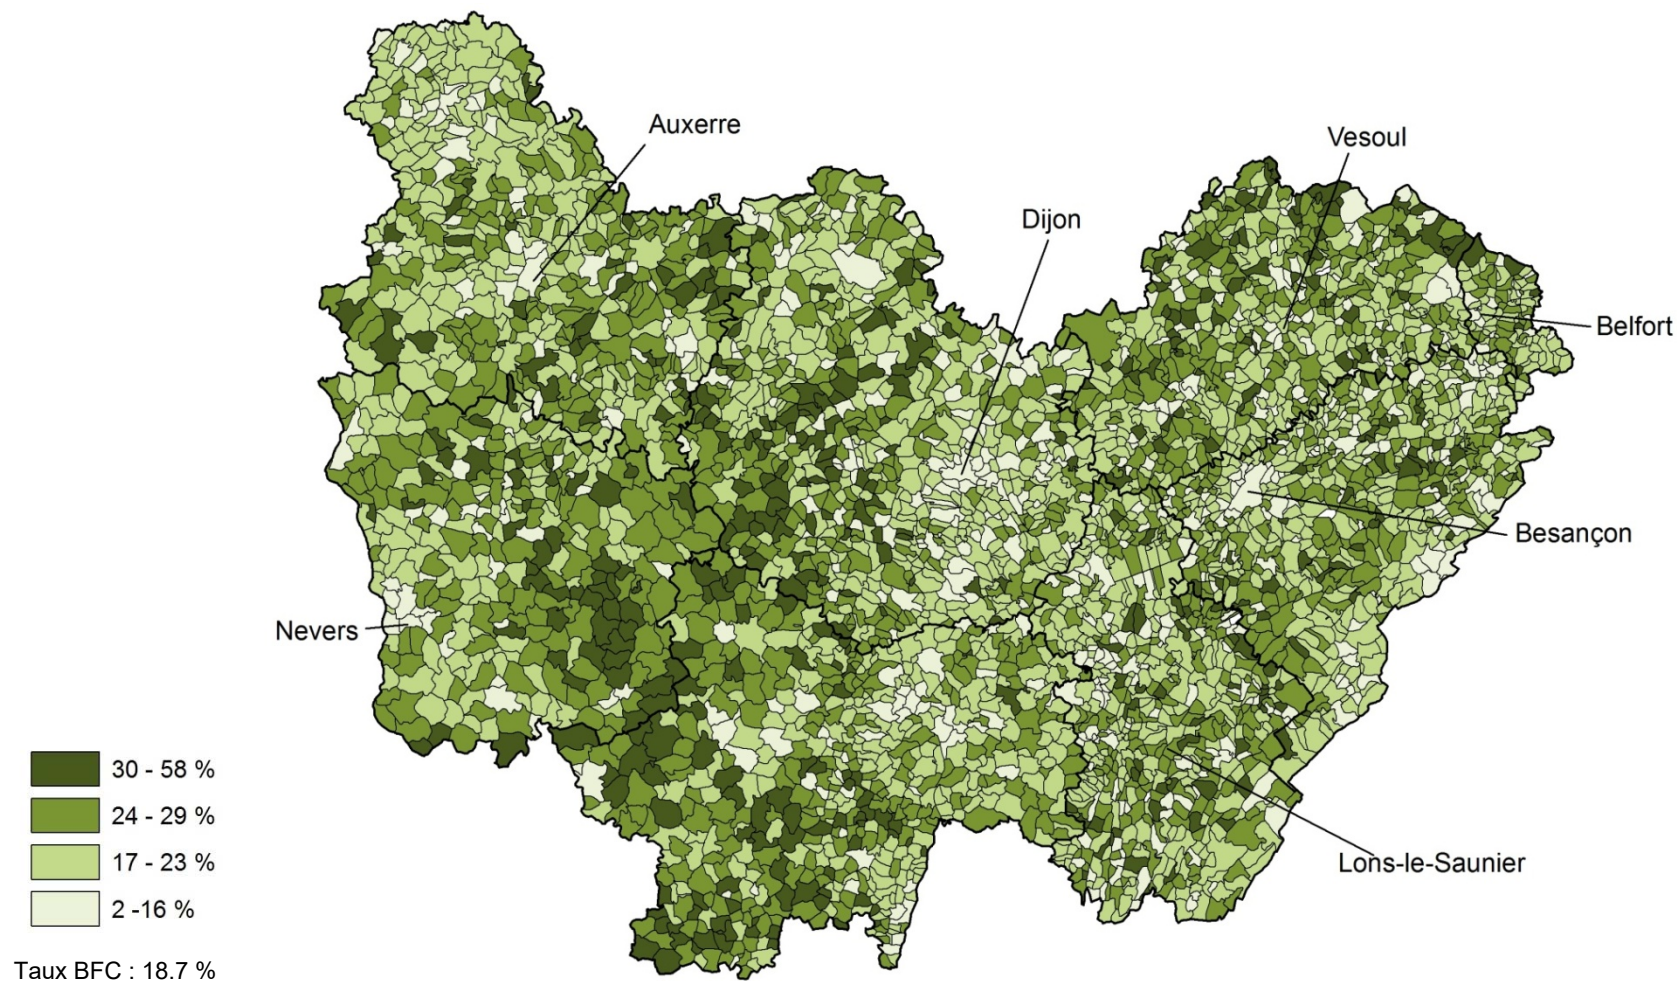 Auxerre
Vesoul
Dijon
Belfort
Besançon
Nevers
30 - 58 %
24 - 29 %
17 - 23 %
2 -16 %
Lons-le-Saunier
Taux BFC : 18.7 %